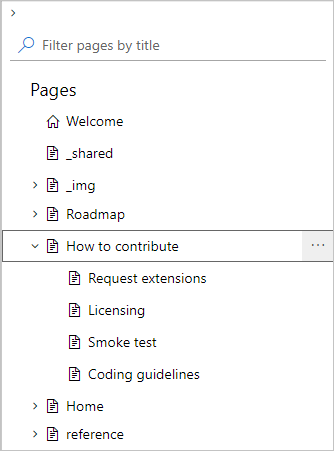 Filter pages by title
Pages
Welcome
_shared
_img
Roadmap
How to contribute
Request extensions
Licensing
Smoke test
Coding guidelines
Home
reference